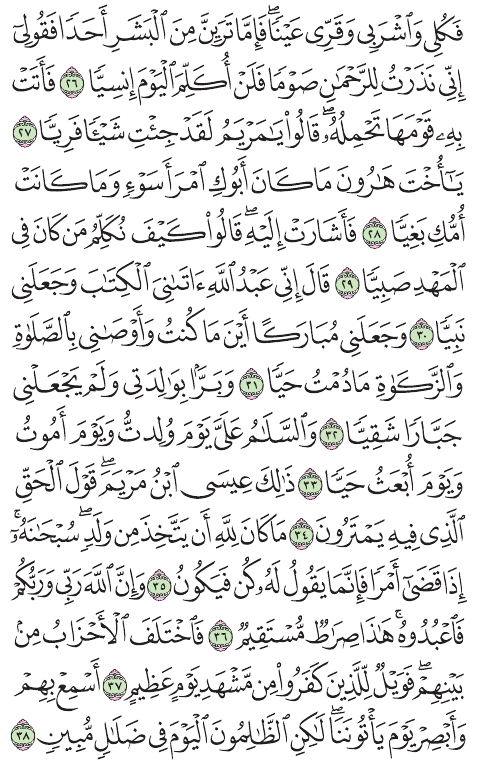 فَكُلِي وَٱشْرَبِي وَقَرِّي عَيْنًاۖ فَإِمَّا تَرَيِنَّ مِنَ ٱلْبَشَرِ أَحَدًا فَقُولِيٓ
إِنِّي نَذَرْتُ لِلرَّحْمَٰنِ صَوْمًا فَلَنْ أُكَلِّمَ ٱلْيَوْمَ إِنسِيًّا ٢٦ فَأَتَتْ
بِهِۦ قَوْمَهَا تَحْمِلُهُۥۖ قَالُوا۟ يَٰمَرْيَمُ لَقَدْ جِئْتِ شَيْـًٔا فَرِيًّا ٢٧
يَٰٓأُخْتَ هَٰرُونَ مَا كَانَ أَبُوكِ ٱمْرَأَ سَوْءٍ وَمَا كَانَتْ
أُمُّكِ بَغِيًّا ٢٨ فَأَشَارَتْ إِلَيْهِۖ قَالُوا۟ كَيْفَ نُكَلِّمُ مَن كَانَ فِي
ٱلْمَهْدِ صَبِيًّا ٢٩ قَالَ إِنِّي عَبْدُ ٱللَّهِ ءَاتَىٰنِيَ ٱلْكِتَٰبَ وَجَعَلَنِي
نَبِيًّا ٣٠ وَجَعَلَنِي مُبَارَكًا أَيْنَ مَا كُنتُ وَأَوْصَٰنِي بِٱلصَّلَوٰةِ
وَٱلزَّكَوٰةِ مَا دُمْتُ حَيًّا ٣١ وَبَرًّۢا بِوَٰلِدَتِي وَلَمْ يَجْعَلْنِي
جَبَّارًا شَقِيًّا ٣٢ وَٱلسَّلَٰمُ عَلَيَّ يَوْمَ وُلِدتُّ وَيَوْمَ أَمُوتُ
وَيَوْمَ أُبْعَثُ حَيًّا ٣٣ ذَٰلِكَ عِيسَى ٱبْنُ مَرْيَمَۖ قَوْلَ ٱلْحَقِّ
ٱلَّذِي فِيهِ يَمْتَرُونَ ٣٤ مَا كَانَ لِلَّهِ أَن يَتَّخِذَ مِن وَلَدٍۖ سُبْحَٰنَهُۥٓۚ
إِذَا قَضَىٰٓ أَمْرًا فَإِنَّمَا يَقُولُ لَهُۥ كُن فَيَكُونُ ٣٥ وَإِنَّ ٱللَّهَ رَبِّي وَرَبُّكُمْ
فَٱعْبُدُوهُۚ هَٰذَا صِرَٰطٌ مُّسْتَقِيمٌ ٣٦ فَٱخْتَلَفَ ٱلْأَحْزَابُ مِنۢ
بَيْنِهِمْۖ فَوَيْلٌ لِّلَّذِينَ كَفَرُوا۟ مِن مَّشْهَدِ يَوْمٍ عَظِيمٍ ٣٧ أَسْمِعْ بِهِمْ
وَأَبْصِرْ يَوْمَ يَأْتُونَنَاۖ لَٰكِنِ ٱلظَّٰلِمُونَ ٱلْيَوْمَ فِي ضَلَٰلٍ مُّبِينٍ ٣٨